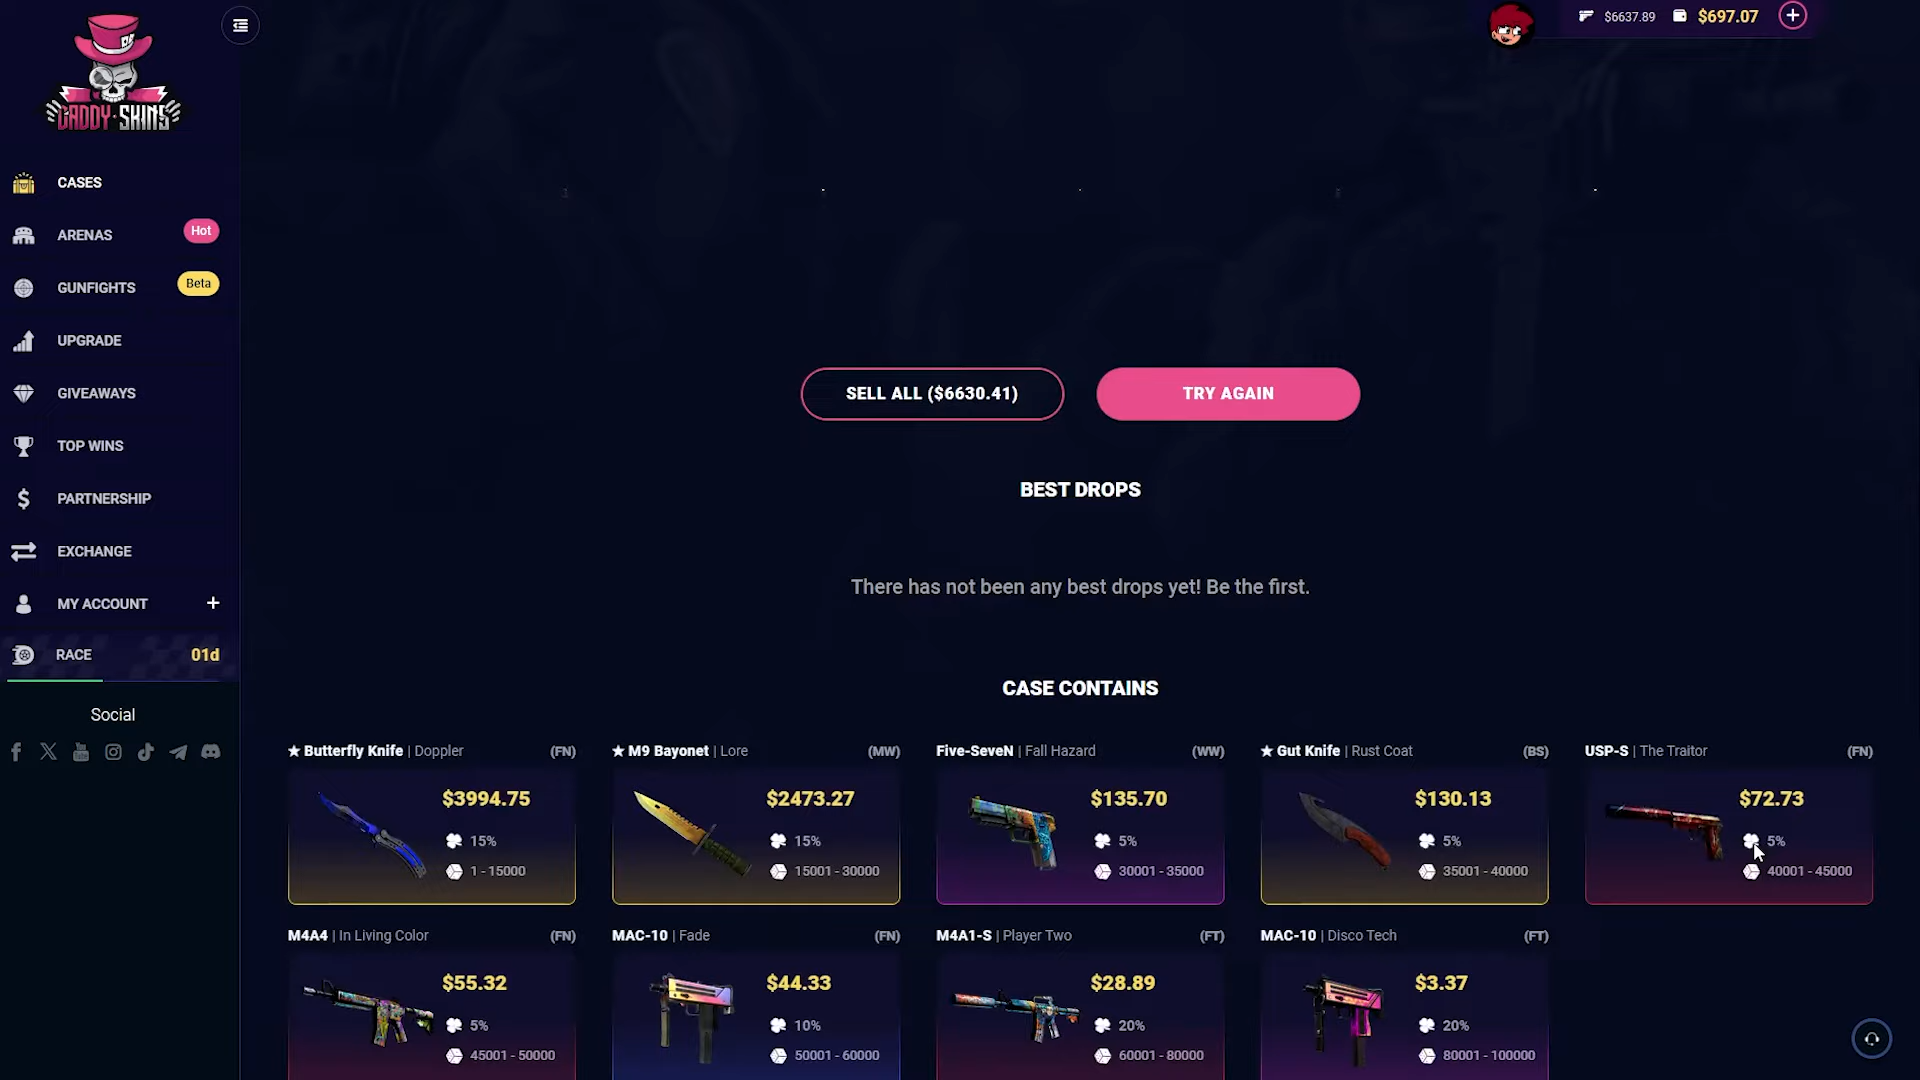 DADDY SKINS
$6637.89
$697.07
CASES
ARENAS
Hot
GUNFIGHTS
Beta
UPGRADE
GIVEAWAYS
TOP WINS
PARTNERSHIP
EXCHANGE
MY ACCOUNT
RACE
01d
Social
SELL ALL ($6630.41)
TRY AGAIN
BEST DROPS
There has not been any best drops yet! Be the first.
CASE CONTAINS
★ Butterfly Knife | Doppler (FN)
$3994.75
15%
1 - 15000
★ M9 Bayonet | Lore (MW)
$2473.27
15%
15001 - 30000
Five-SeveN | Fall Hazard (WW)
$135.70
5%
30001 - 35000
★ Gut Knife | Rust Coat (BS)
$130.13
5%
35001 - 40000
USP-S | The Traitor (FN)
$72.73
5%
40001 - 45000
M4A4 | In Living Color (FN)
$55.32
5%
45001 - 50000
MAC-10 | Fade (FN)
$44.33
10%
50001 - 60000
M4A1-S | Player Two (FT)
$28.89
20%
60001 - 80000
MAC-10 | Disco Tech (FT)
$3.37
20%
80001 - 100000